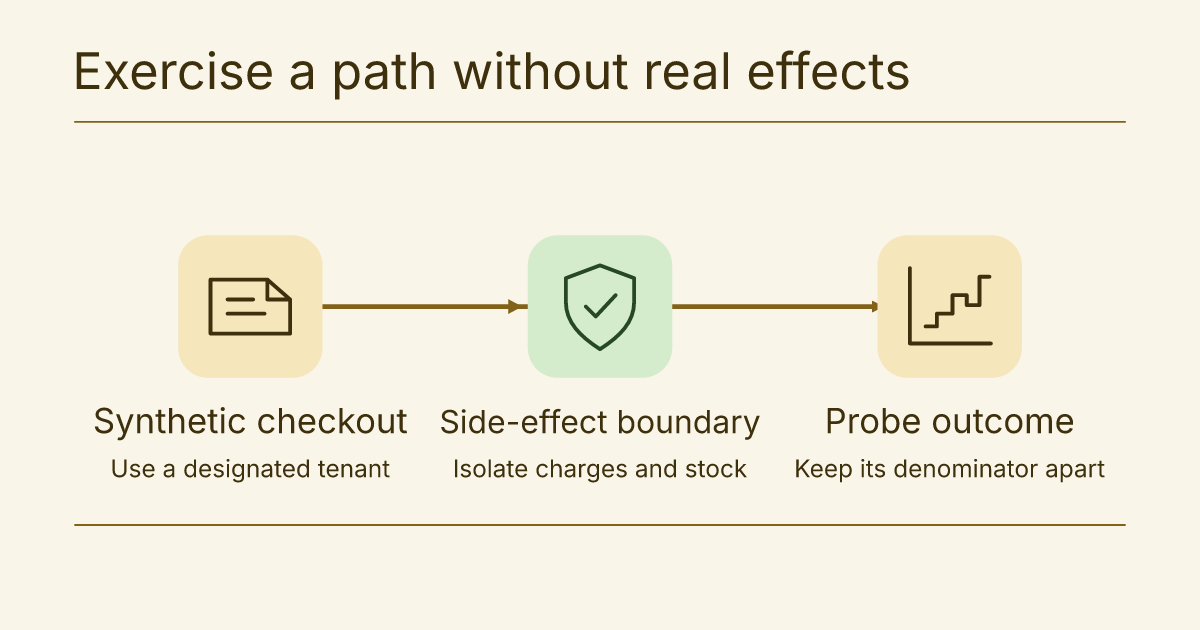 Exercise a path without real effects
Synthetic checkout
Side-effect boundary
Probe outcome
Use a designated tenant
Isolate charges and stock
Keep its denominator apart